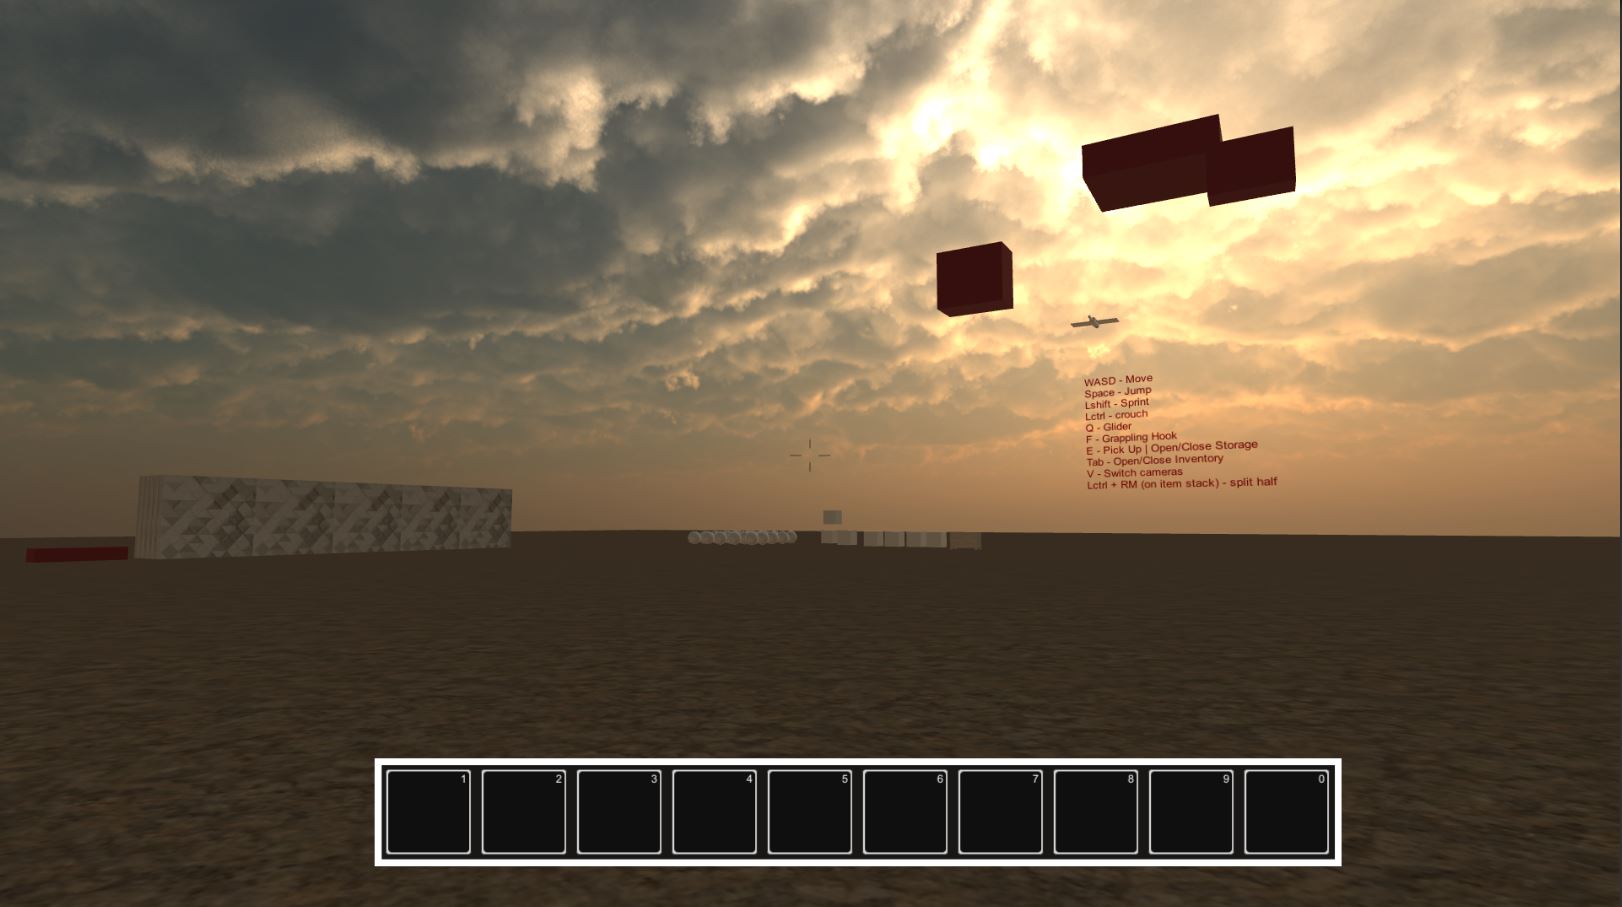 WASD - Move
Space - Jump
Lshift - Sprint
Lctrl - crouch
Q - Glider
F - Grappling Hook
E - Pick Up | Open/Close Storage
Tab - Open/Close Inventory
V - Switch cameras
Lctrl + RM (on item stack) - split half
1 2 3 4 5 6 7 8 9 0